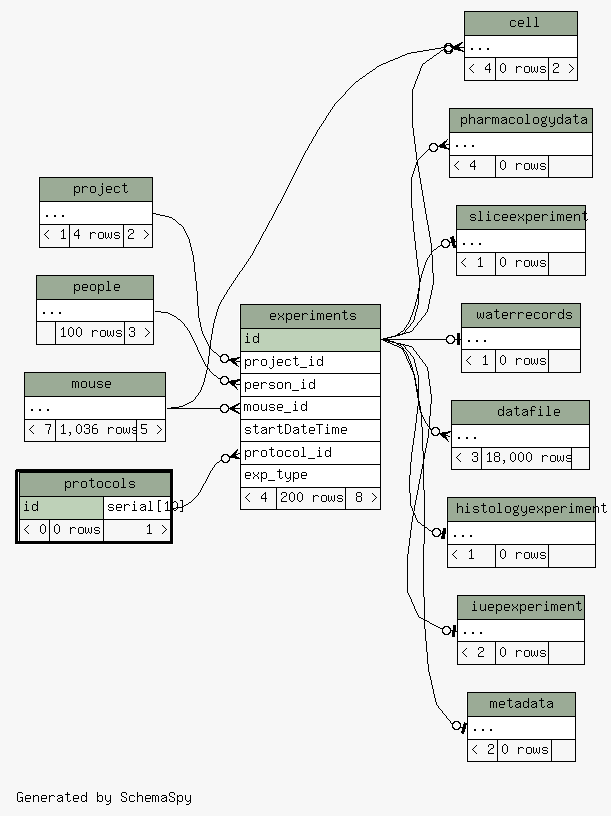 cell
...
< 4 0 rows 2 >
pharmacologydata
...
< 4 0 rows
project
...
< 1 4 rows 2 >
sliceexperiment
...
< 1 0 rows
people
...
100 rows 3 >
experiments
id
project_id
person_id
mouse_id
startDateTime
protocol_id
exp_type
< 4 200 rows 8 >
waterrecords
...
< 1 0 rows
mouse
...
< 7 1,036 rows 5 >
datafile
...
< 3 18,000 rows
protocols
id serial[10]
< 0 0 rows 1 >
histologyexperiment
...
< 1 0 rows
iuepexperiment
...
< 2 0 rows
metadata
...
< 2 0 rows
Generated by SchemaSpy